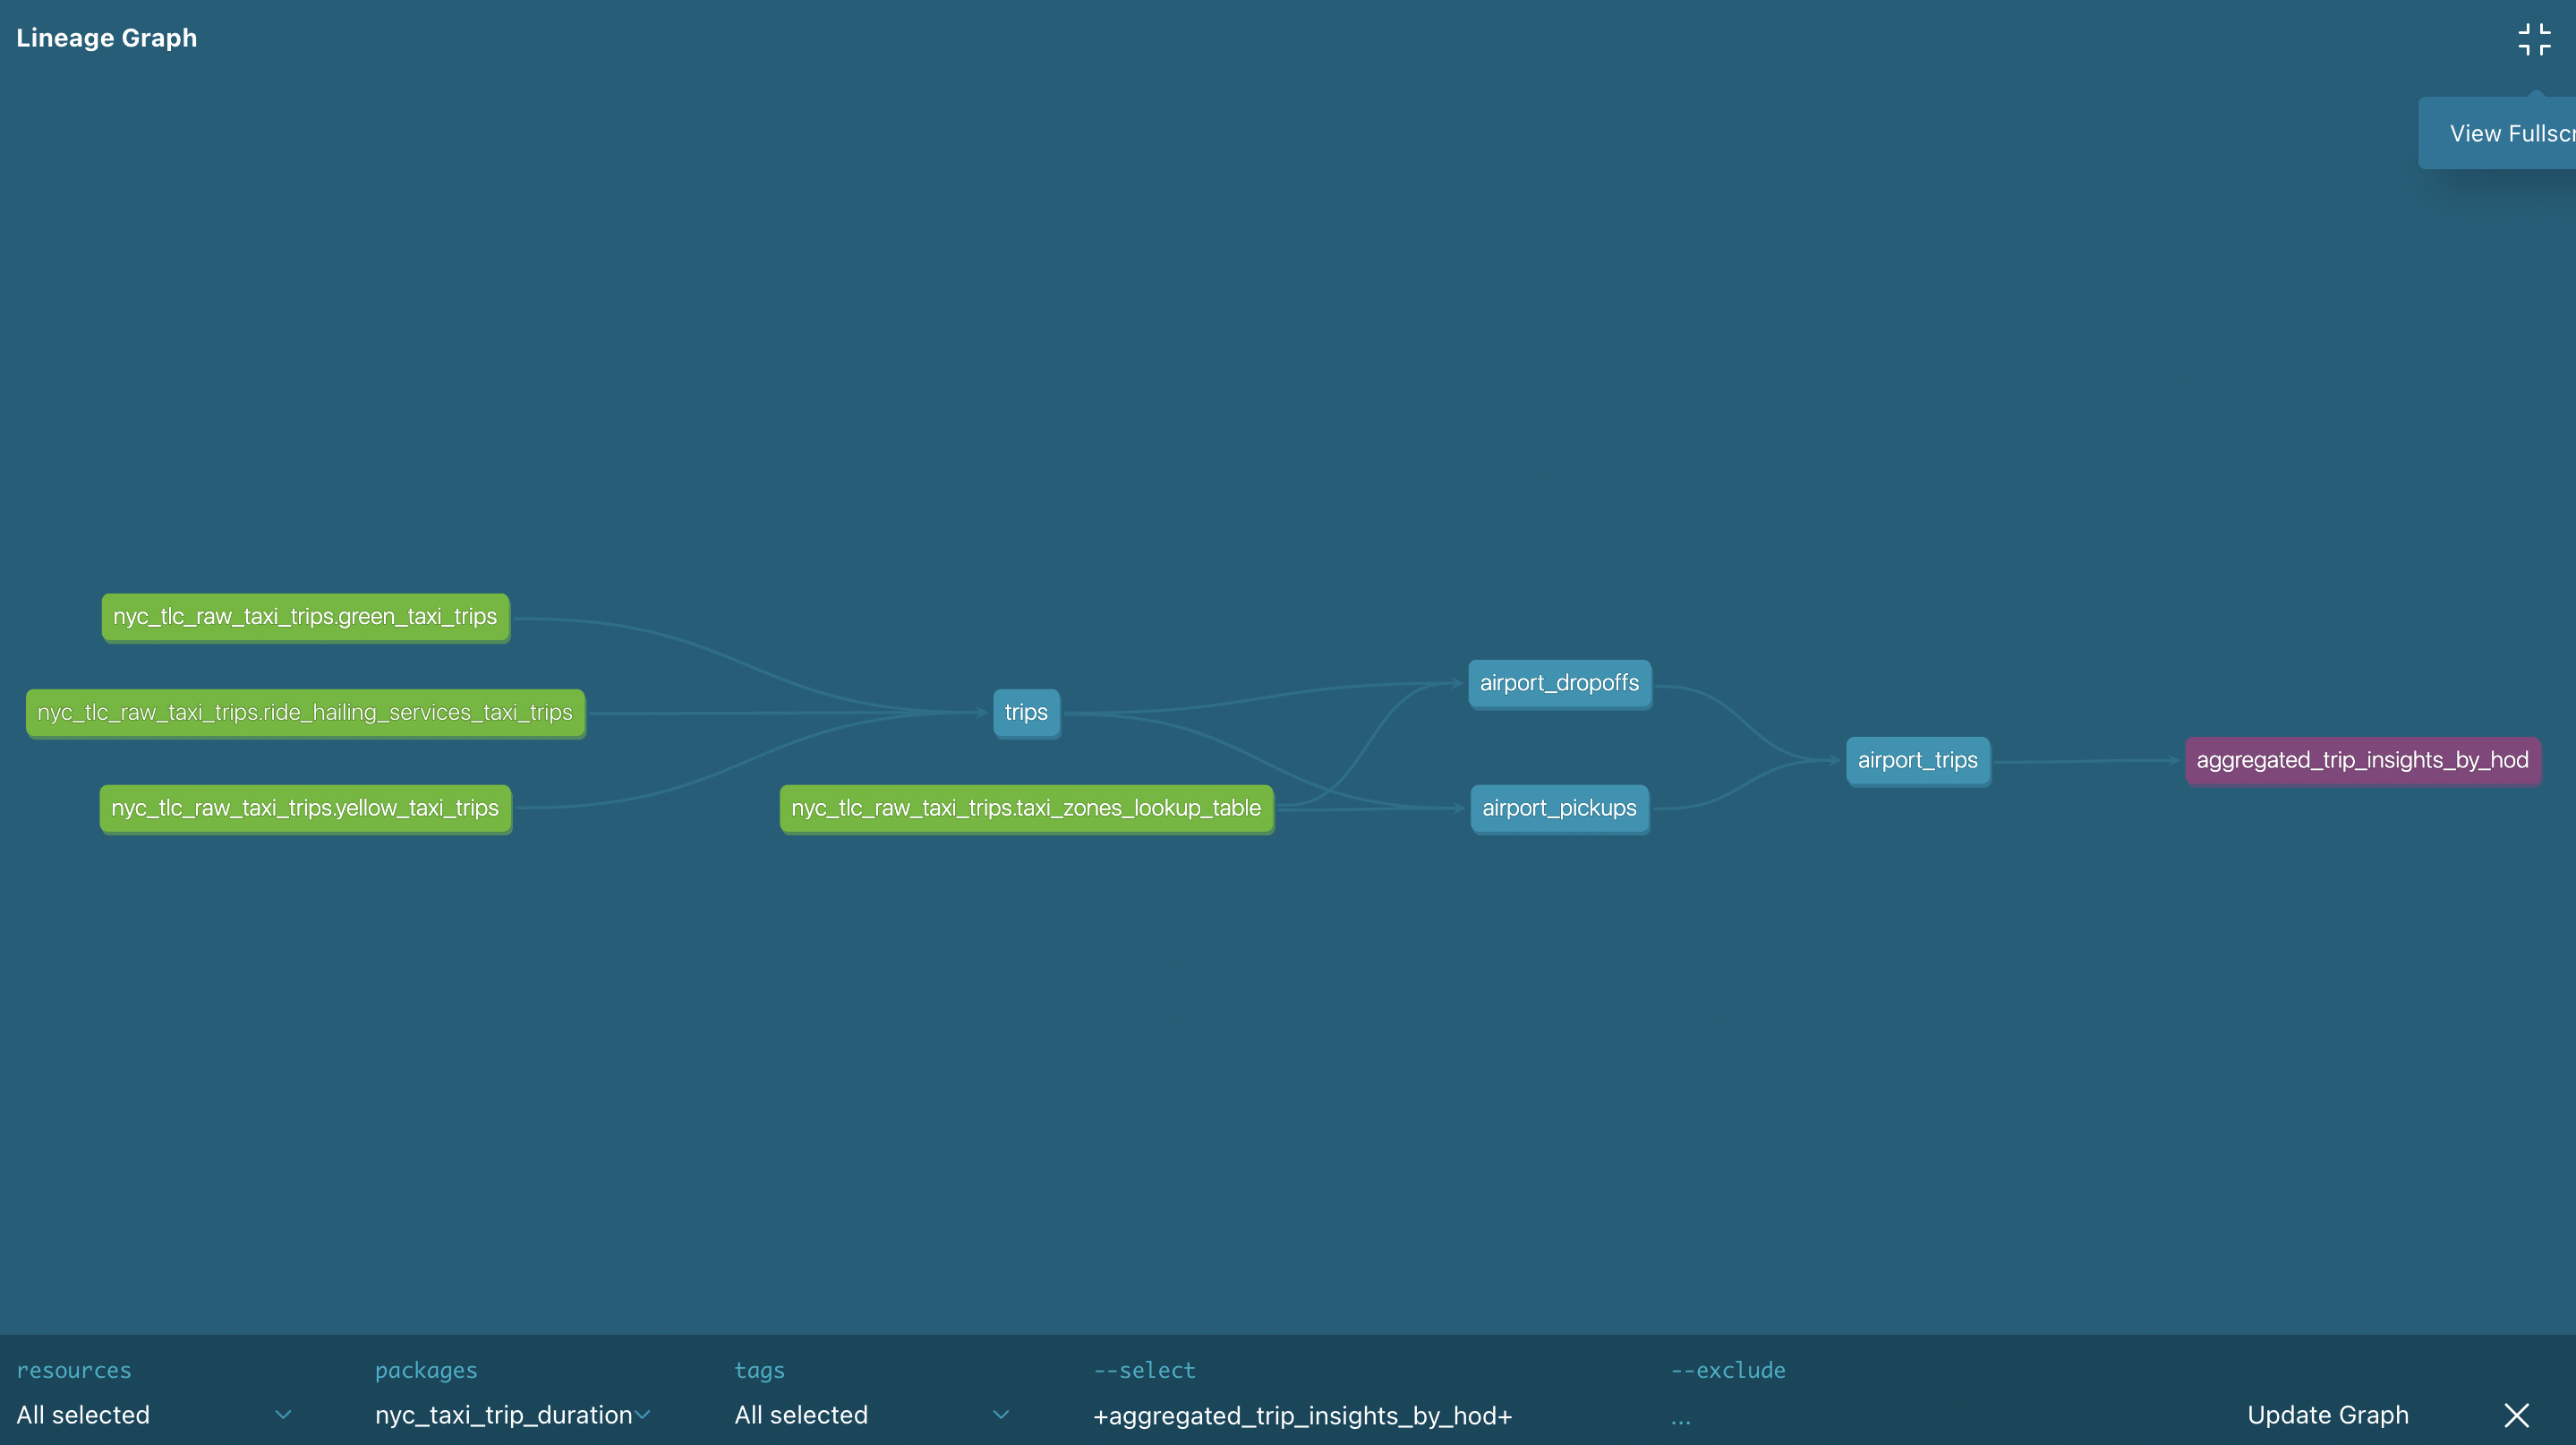 Lineage Graph
View Fullscr
nyc_tlc_raw_taxi_trips.green_taxi_trips
nyc_tlc_raw_taxi_trips.ride_hailing_services_taxi_trips
nyc_tlc_raw_taxi_trips.yellow_taxi_trips
trips
nyc_tlc_raw_taxi_trips.taxi_zones_lookup_table
airport_dropoffs
airport_pickups
airport_trips
aggregated_trip_insights_by_hod
resources
All selected
packages
nyc_taxi_trip_duration
tags
All selected
--select
+aggregated_trip_insights_by_hod+
--exclude
...
Update Graph